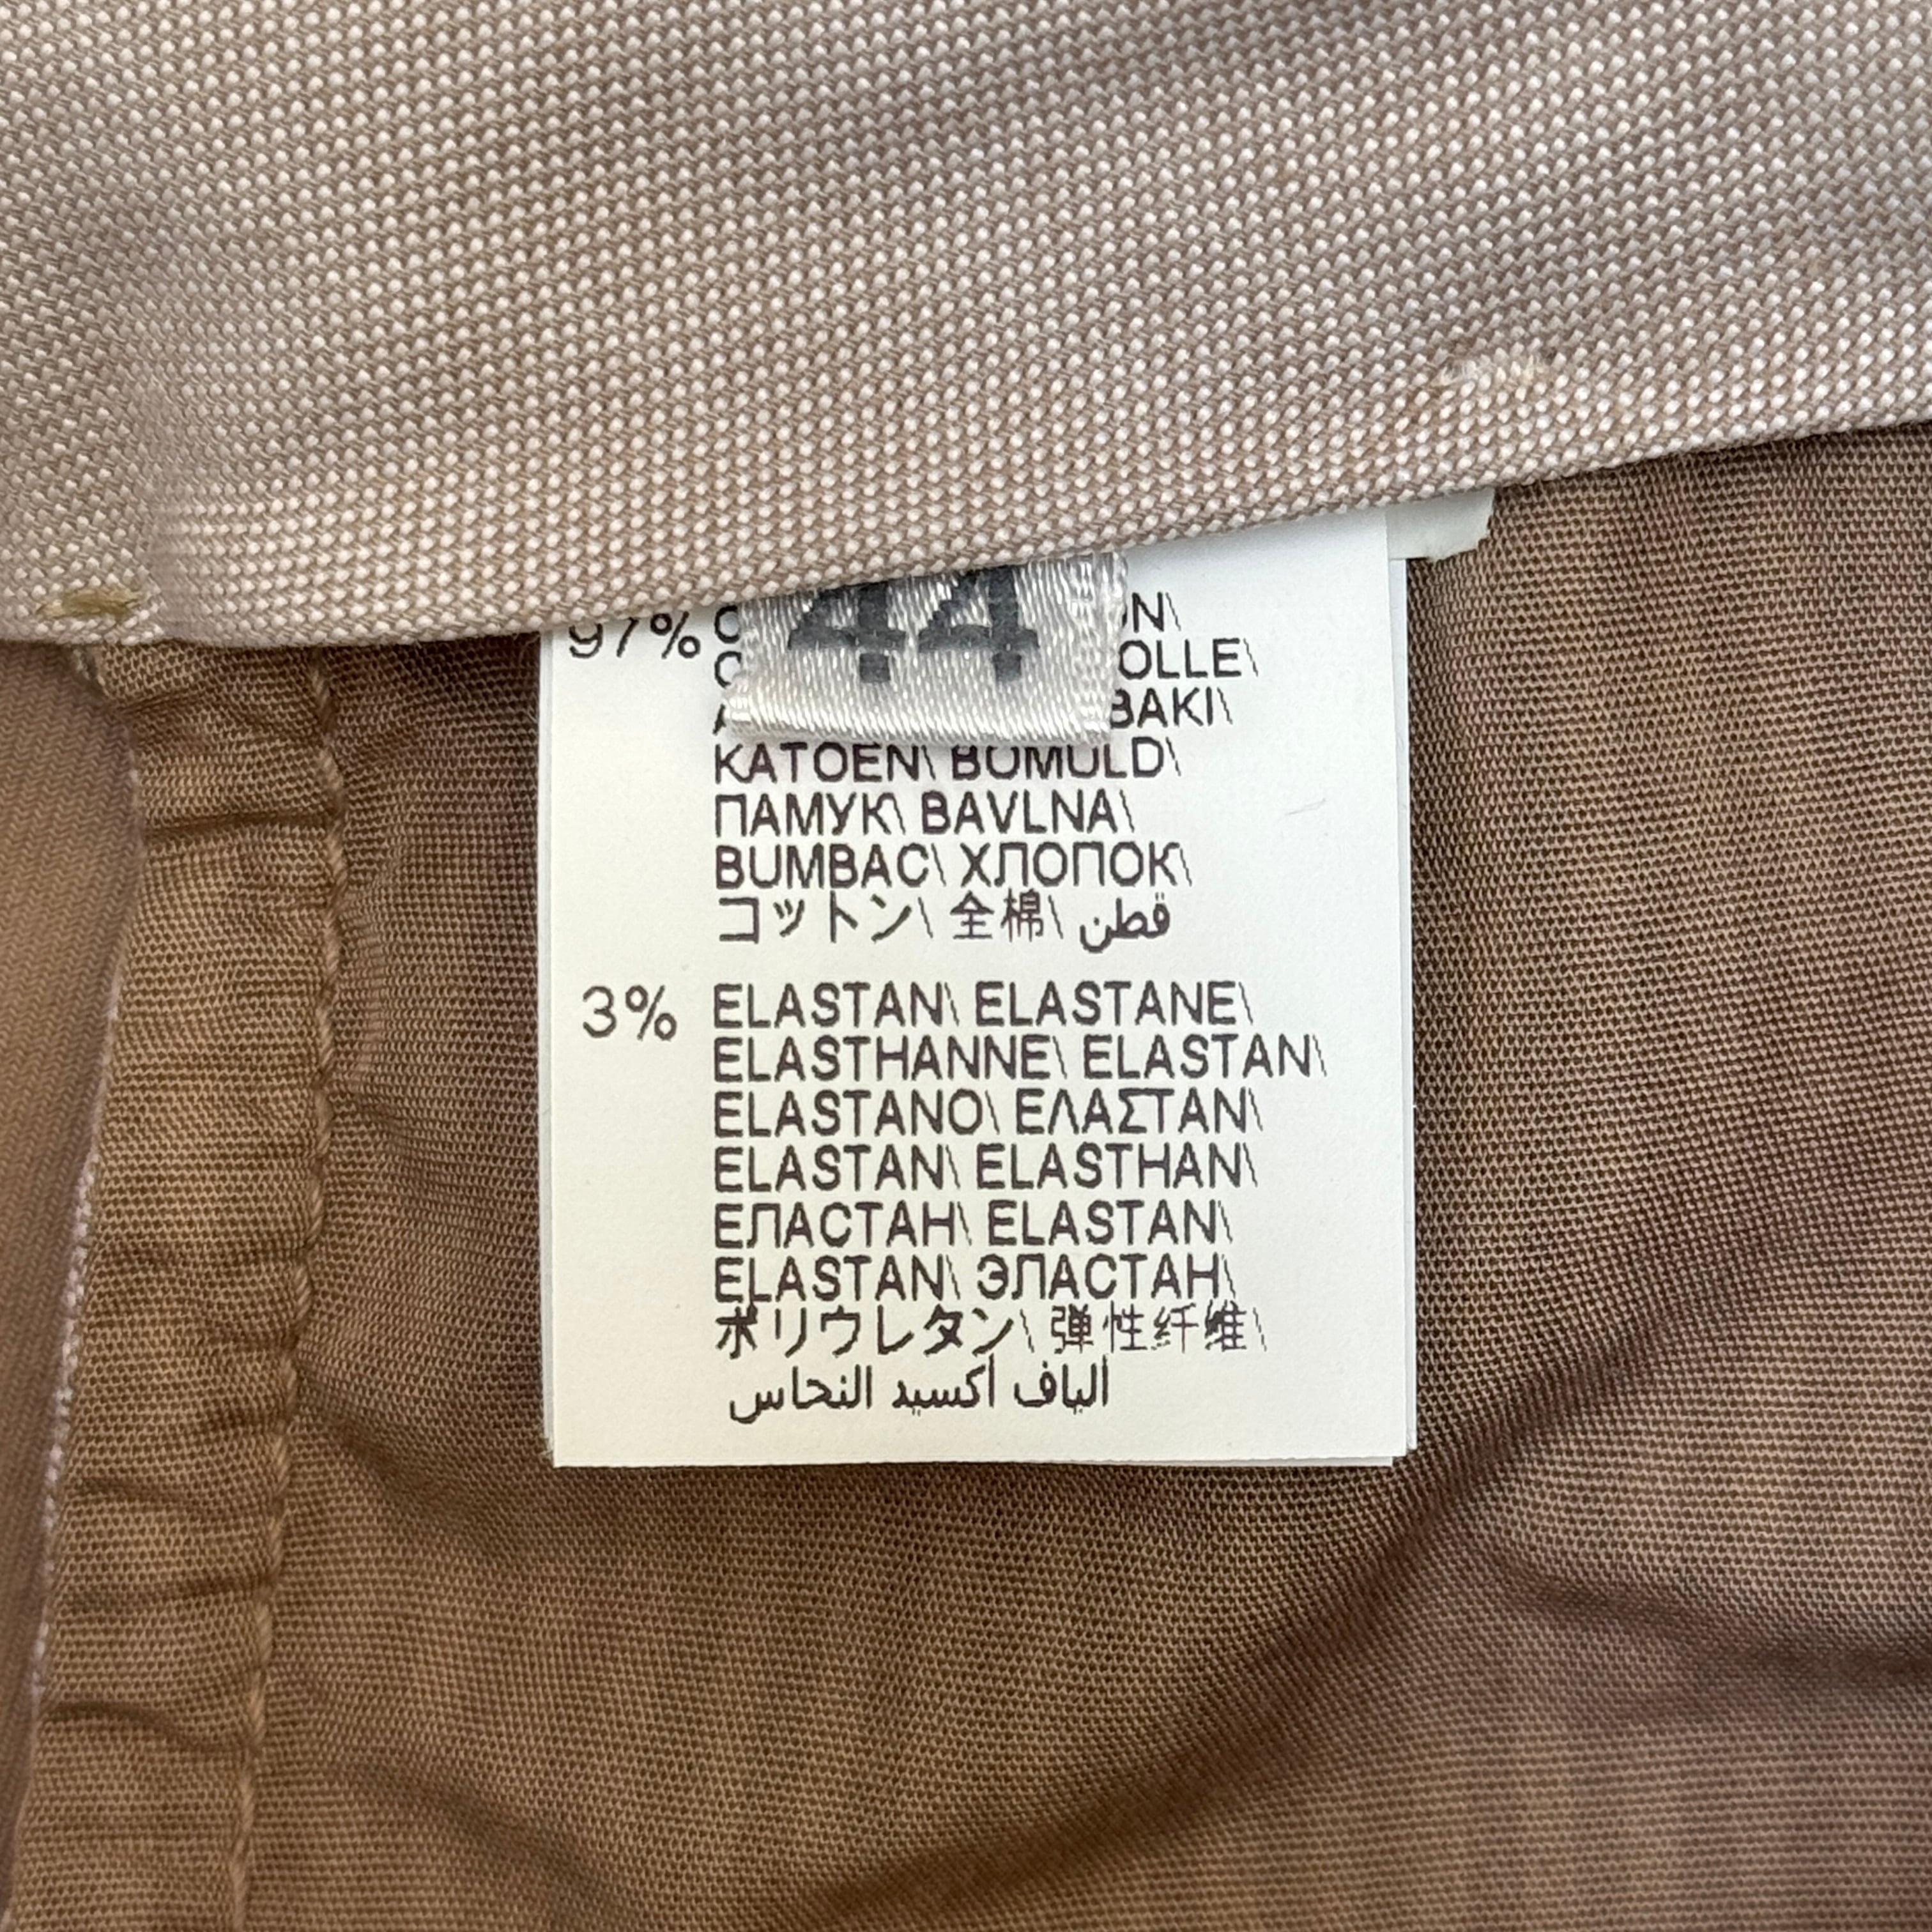 44
97%
KATOEN\ BOMULD\
ПАМУК\ BAVLNA\
BUMBAC\ ХЛОПОК\
コットン\ 全棉\ قطن
3% ELASTAN\ ELASTANE\
ELASTHANNE\ ELASTAN\
ELASTANO\ ΕΛΑΣΤΑΝ\
ELASTAN\ ELASTHAN\
ЕЛАСТАН\ ELASTAN\
ELASTAN\ ЭЛАСТАН\
ポリウレタン\ 弹性纤维\
الياف أكسيد النحاس